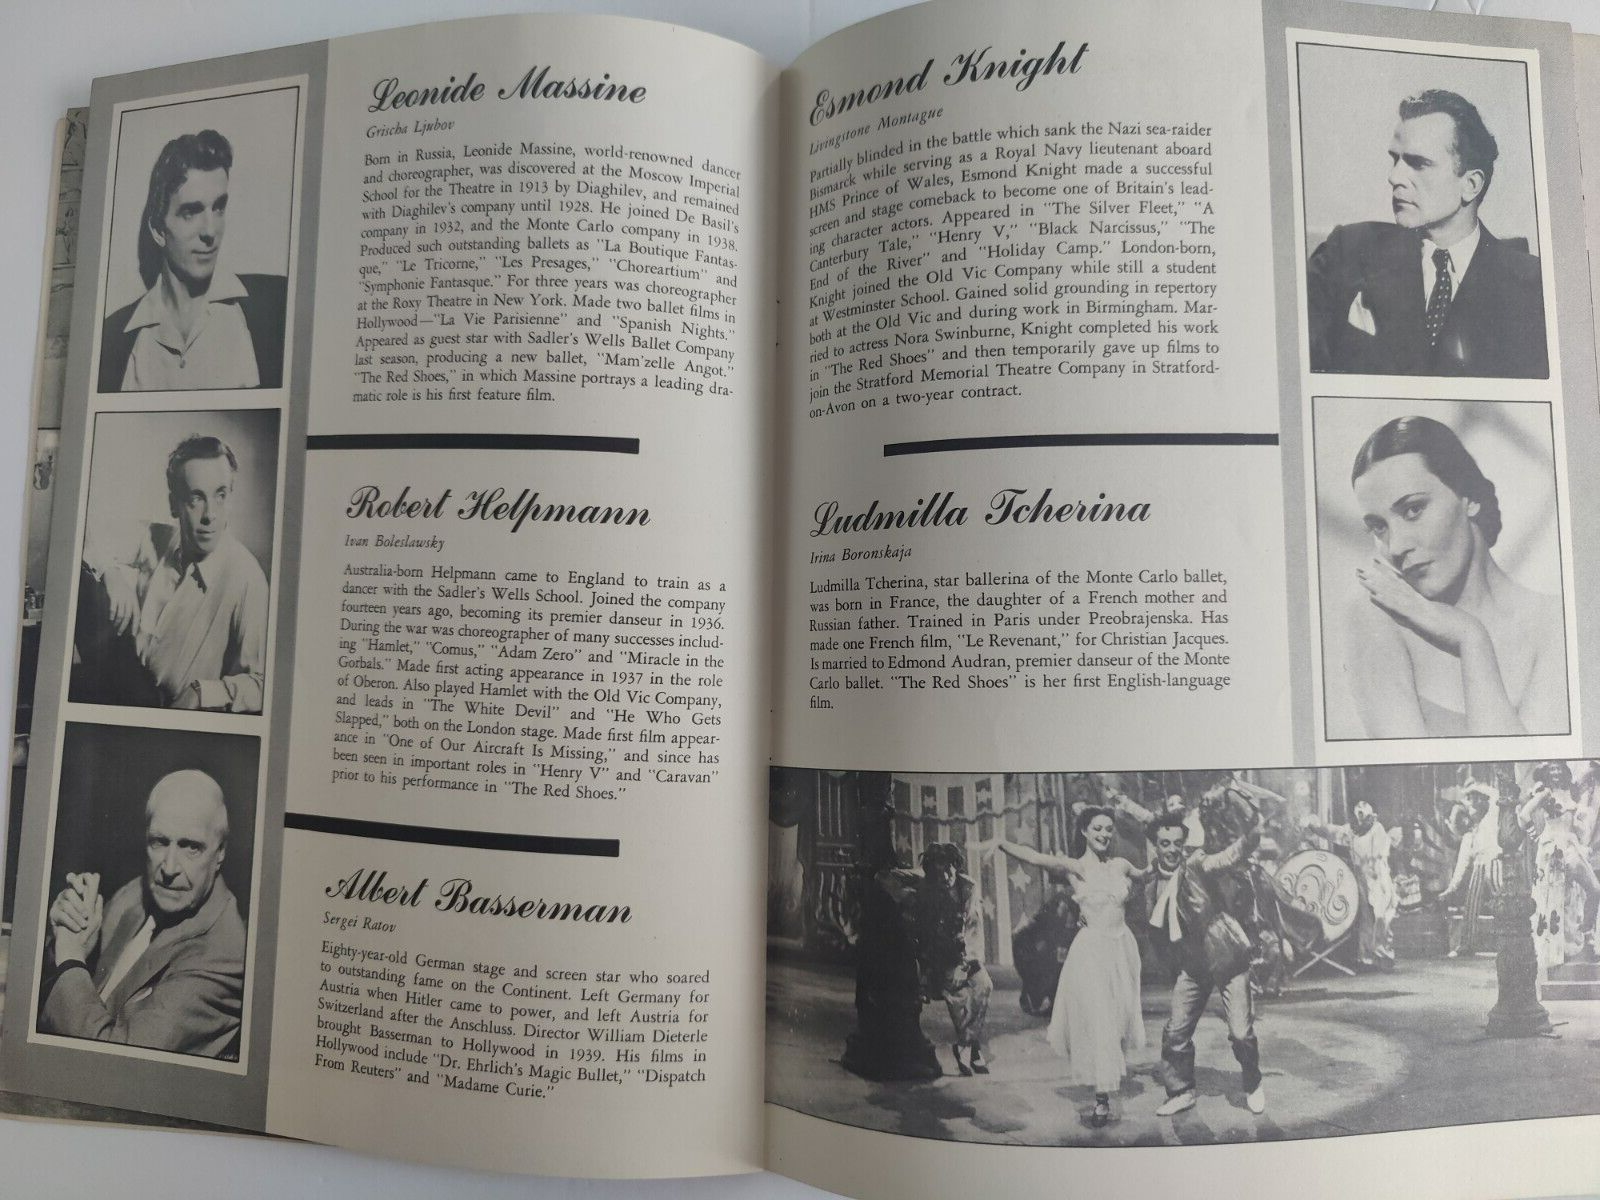 Leonide Massine
Grischa Ljubov
Born in Russia, Leonide Massine, world-renowned dancer
and choreographer, was discovered at the Moscow Imperial
School for the Theatre in 1913 by Diaghilev, and remained
with Diaghilev's company until 1928. He joined De Basil's
company in 1932, and the Monte Carlo company in 1938.
Produced such outstanding ballets as "La Boutique Fantas-
que," "Le Tricorne," "Les Presages," "Choreartium" and
"Symphonie Fantasque." For three years was choreographer
at the Roxy Theatre in New York. Made two ballet films in
Hollywood—"La Vie Parisienne" and "Spanish Nights."
Appeared as guest star with Sadler's Wells Ballet Company
last season, producing a new ballet, "Mam'zelle Angot."
"The Red Shoes," in which Massine portrays a leading dra-
matic role is his first feature film.
Robert Helpmann
Ivan Boleslawsky
Australia-born Helpmann came to England to train as a
dancer with the Sadler's Wells School. Joined the company
fourteen years ago, becoming its premier danseur in 1936.
During the war was choreographer of many successes includ-
ing "Hamlet," "Comus," "Adam Zero" and "Miracle in the
Gorbals." Made first acting appearance in 1937 in the role
of Oberon. Also played Hamlet with the Old Vic Company,
and leads in "The White Devil" and "He Who Gets
Slapped," both on the London stage. Made first film appear-
ance in "One of Our Aircraft Is Missing," and since has
been seen in important roles in "Henry V" and "Caravan"
prior to his performance in "The Red Shoes."
Albert Basserman
Sergei Ratov
Eighty-year-old German stage and screen star who soared
to outstanding fame on the Continent. Left Germany for
Austria when Hitler came to power, and left Austria for
Switzerland after the Anschluss. Director William Dieterle
brought Basserman to Hollywood in 1939. His films in
Hollywood include "Dr. Ehrlich's Magic Bullet," "Dispatch
From Reuters" and "Madame Curie."
Esmond Knight
Livingstone Montague
Partially blinded in the battle which sank the Nazi sea-raider
Bismarck while serving as a Royal Navy lieutenant aboard
HMS Prince of Wales, Esmond Knight made a successful
screen and stage comeback to become one of Britain's lead-
ing character actors. Appeared in "The Silver Fleet," "A
Canterbury Tale," "Henry V," "Black Narcissus," "The
End of the River" and "Holiday Camp." London-born,
Knight joined the Old Vic Company while still a student
at Westminster School. Gained solid grounding in repertory
both at the Old Vic and during work in Birmingham. Mar-
ried to actress Nora Swinburne, Knight completed his work
in "The Red Shoes" and then temporarily gave up films to
join the Stratford Memorial Theatre Company in Stratford-
on-Avon on a two-year contract.
Ludmilla Tcherina
Irina Boronskaja
Ludmilla Tcherina, star ballerina of the Monte Carlo ballet,
was born in France, the daughter of a French mother and
Russian father. Trained in Paris under Preobrajenska. Has
made one French film, "Le Revenant," for Christian Jacques.
Is married to Edmond Audran, premier danseur of the Monte
Carlo ballet. "The Red Shoes" is her first English-language
film.